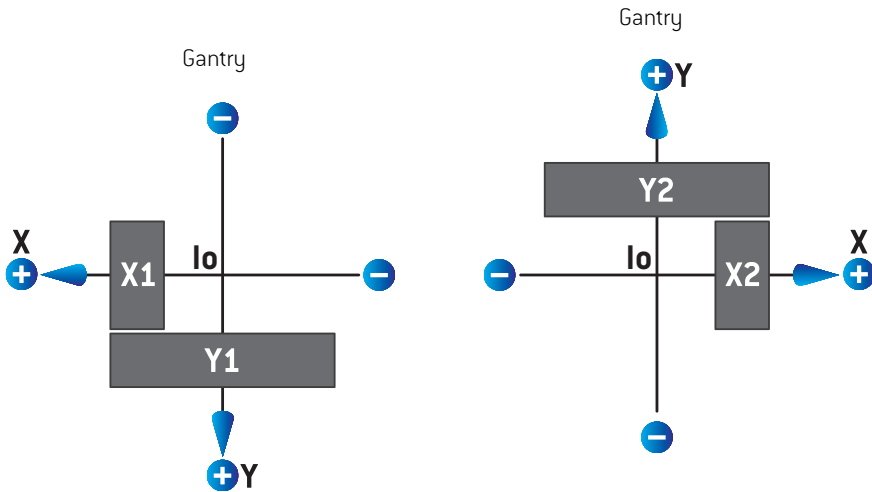 Gantry
−
X
+
X1
Io
−
Y1
+ Y
Gantry
+ Y
Y2
−
Io
X2
X
+
−